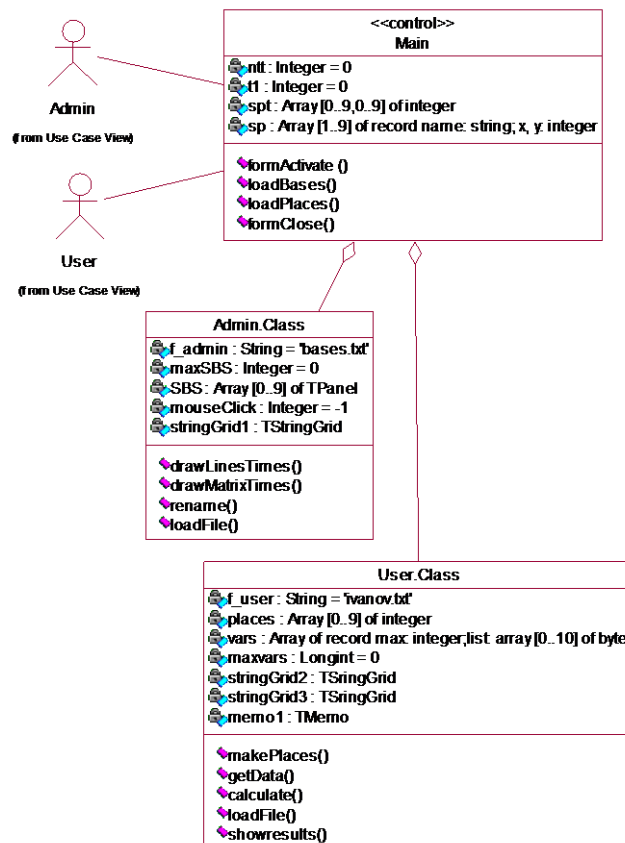 <<control>>
Main
ntt : Integer = 0
t1 : Integer = 0
spt : Array [0..9,0..9] of integer
sp : Array [1..9] of record name: string; x, y: integer
formActivate ()
loadBases()
loadPlaces()
formClose()
Admin
(from Use Case View)
User
(from Use Case View)
Admin.Class
f_admin : String = 'bases.txt'
maxSBS : Integer = 0
SBS : Array [0..9] of TPanel
mouseClick : Integer = -1
stringGrid1 : TStringGrid
drawLinesTimes()
drawMatrixTimes()
rename()
loadFile()
User.Class
f_user : String = 'ivanov.txt'
places : Array [0..9] of integer
vars : Array of record max: integer;list: array [0..10] of byte
maxvars : Longint = 0
stringGrid2 : TSringGrid
stringGrid3 : TSringGrid
memo1 : TMemo
makePlaces()
getData()
calculate()
loadFile()
showresults()